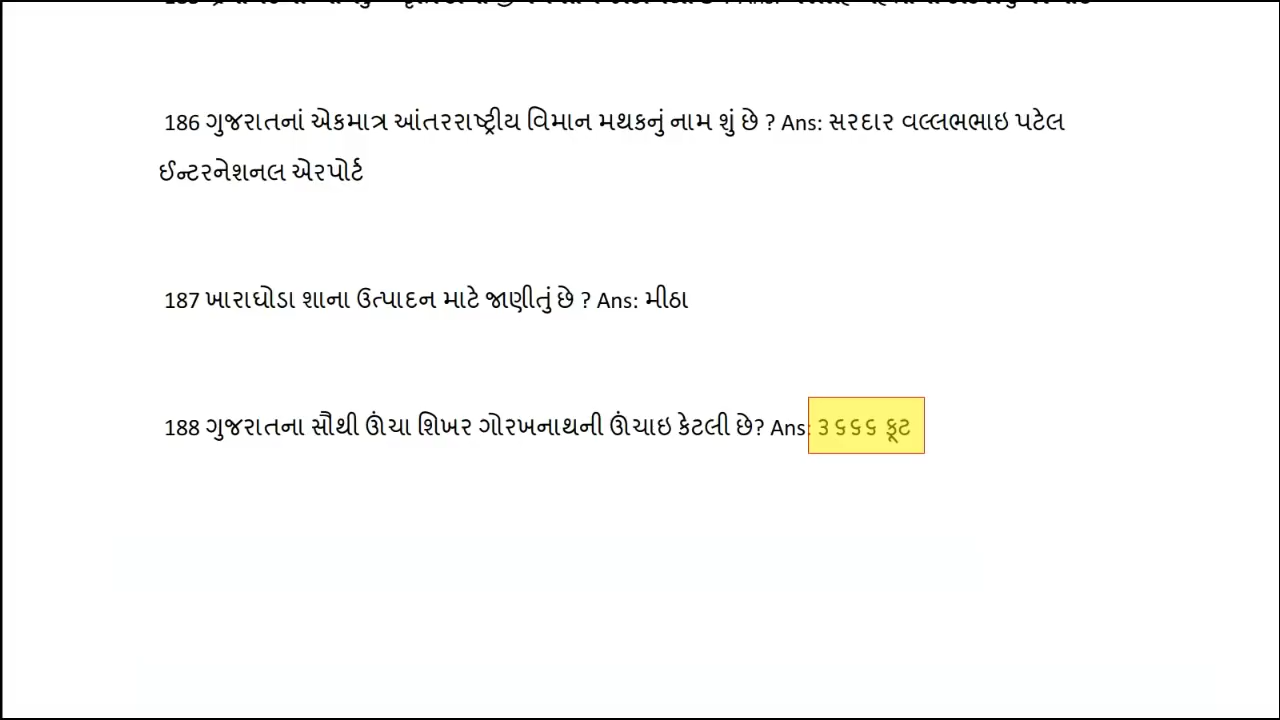 186 ગુજરાતનાં એકમાત્ર આંતરરાષ્ટ્રીય વિમાન મથકનું નામ શું છે ? Ans: સરદાર વલ્લભભાઇ પટેલ
ઈન્ટરનેશનલ એરપોર્ટ
187 ખારાઘોડા શાના ઉત્પાદન માટે જાણીતું છે ? Ans: મીઠા
188 ગુજરાતના સૌથી ઊંચા શિખર ગોરખનાથની ઊંચાઇ કેટલી છે? Ans: ૩૬૬૬ ફૂટ